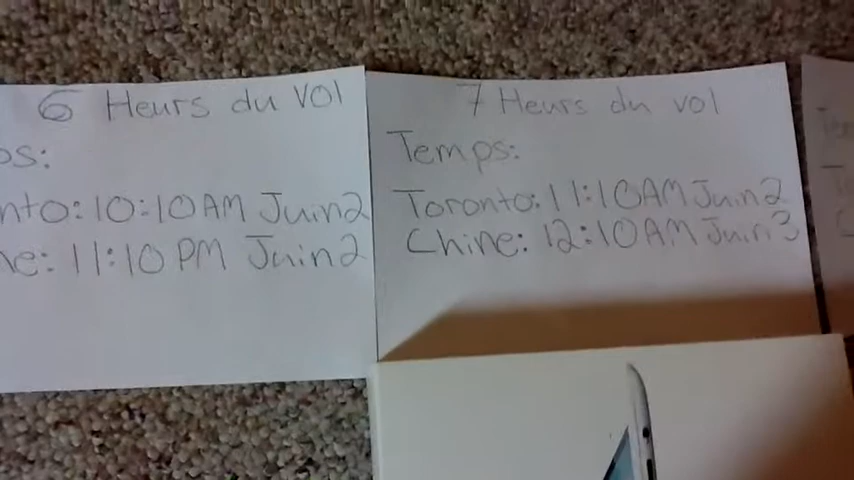 6 Heurs du vol
os:
nto: 10:10 AM Juin 2
ne: 11:10 PM Juin 2
7 Heurs du vol
Temps:
Toronto: 11:10 AM Juin 2
Chine: 12:10 AM Juin 3